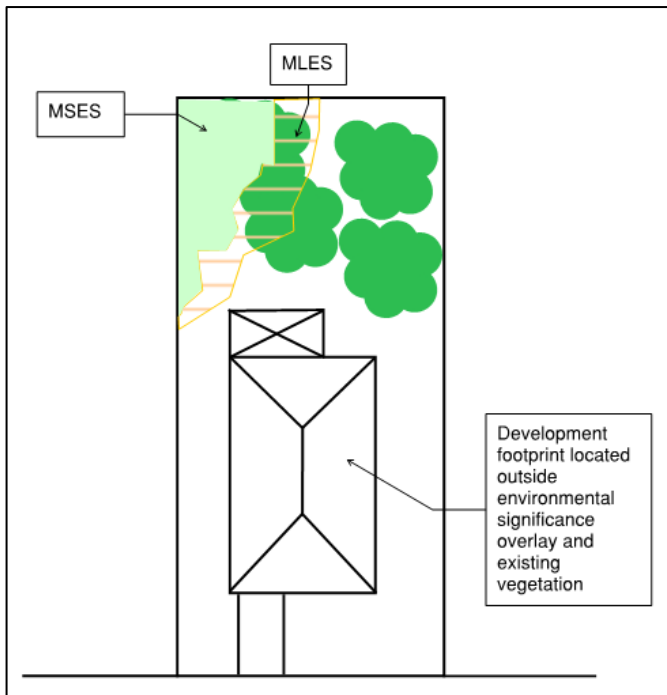 MLES
MSES
Development
footprint located
outside
environmental
significance
overlay and
existing
vegetation